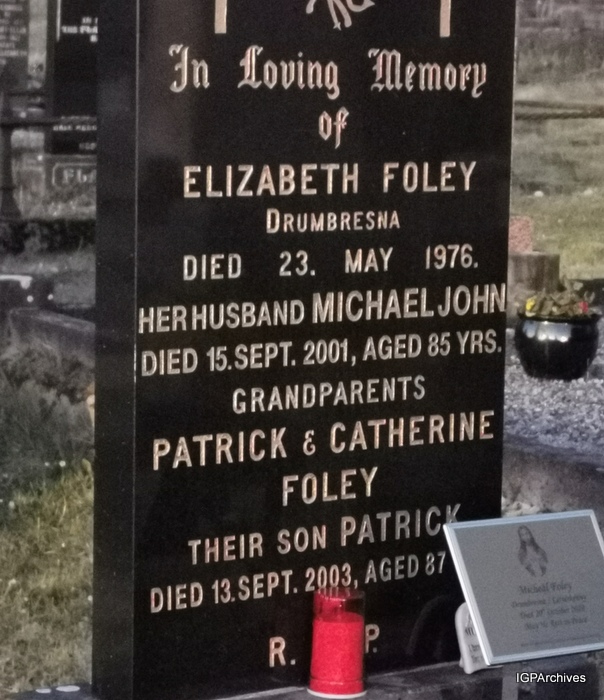 In Loving Memory
of
ELIZABETH FOLEY
DRUMBRESNA
DIED 23. MAY 1976.
HER HUSBAND MICHAEL JOHN
DIED 15.SEPT. 2001, AGED 85 YRS.
GRANDPARENTS
PATRICK & CATHERINE
FOLEY
THEIR SON PATRICK
DIED 13.SEPT. 2003, AGED 87
R. P.
Michael Foley
IGPArchives